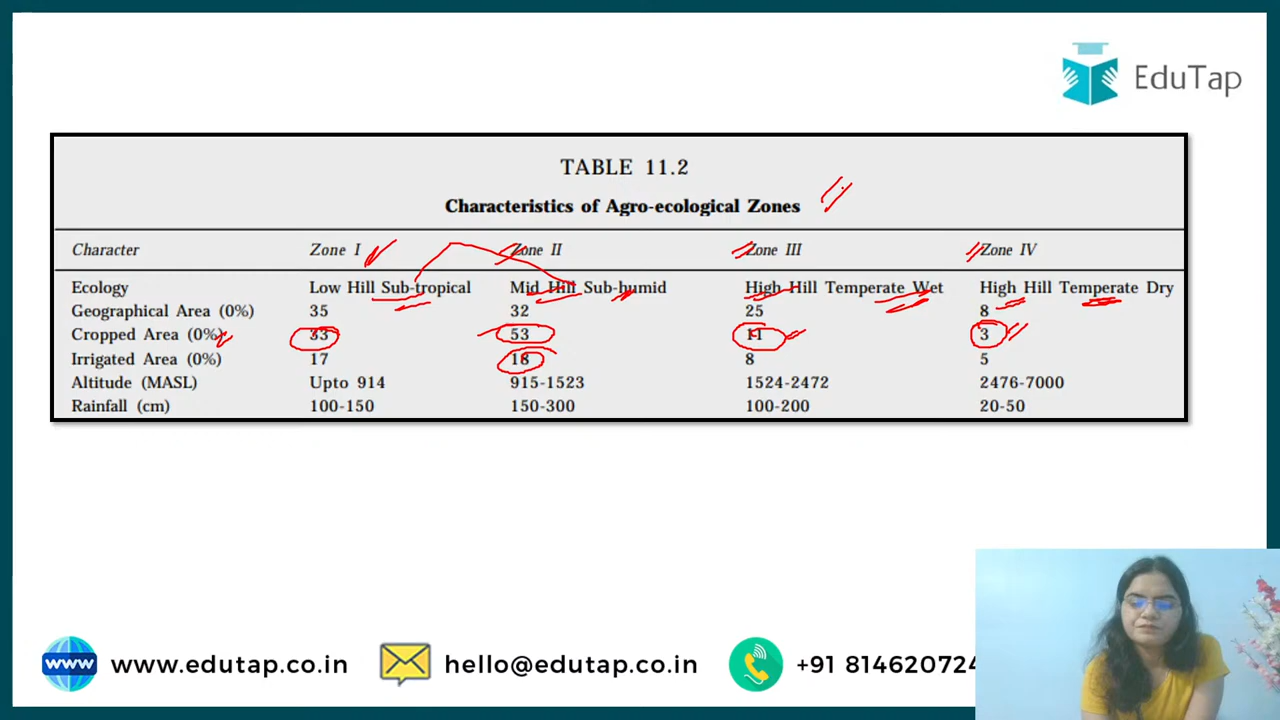 EduTap
TABLE 11.2
Characteristics of Agro-ecological Zones
Character Zone I Zone II Zone III Zone IV
Ecology Low Hill Sub-tropical Mid Hill Sub-humid High Hill Temperate Wet High Hill Temperate Dry
Geographical Area (0%) 35 32 25 8
Cropped Area (0%) 33 53 11 3
Irrigated Area (0%) 17 18 8 5
Altitude (MASL) Upto 914 915-1523 1524-2472 2476-7000
Rainfall (cm) 100-150 150-300 100-200 20-50
www www.edutap.co.in hello@edutap.co.in +91 814620724